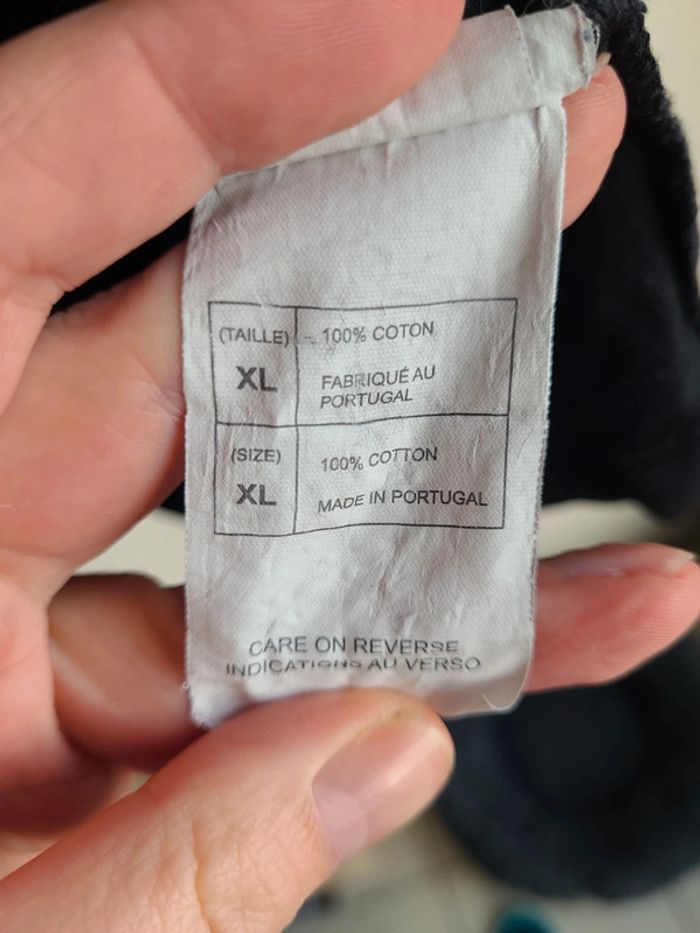 (TAILLE)
XL
100% COTON
FABRIQUÉ AU
PORTUGAL
(SIZE)
XL
100% COTTON
MADE IN PORTUGAL
CARE ON REVERSE
INDICATIONS AU VERSO